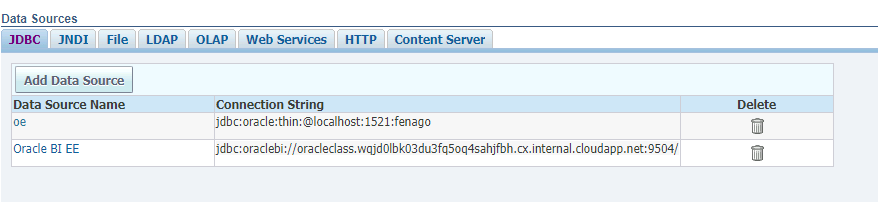 Data Sources
JDBC JNDI File LDAP OLAP Web Services HTTP Content Server
Add Data Source
Data Source Name Connection String Delete
oe jdbc:oracle:thin:@localhost:1521:fenago
Oracle BI EE jdbc:oraclebi://oracleclass.wqjd0lbk03du3fq5oq4sahjfbh.cx.internal.cloudapp.net:9504/